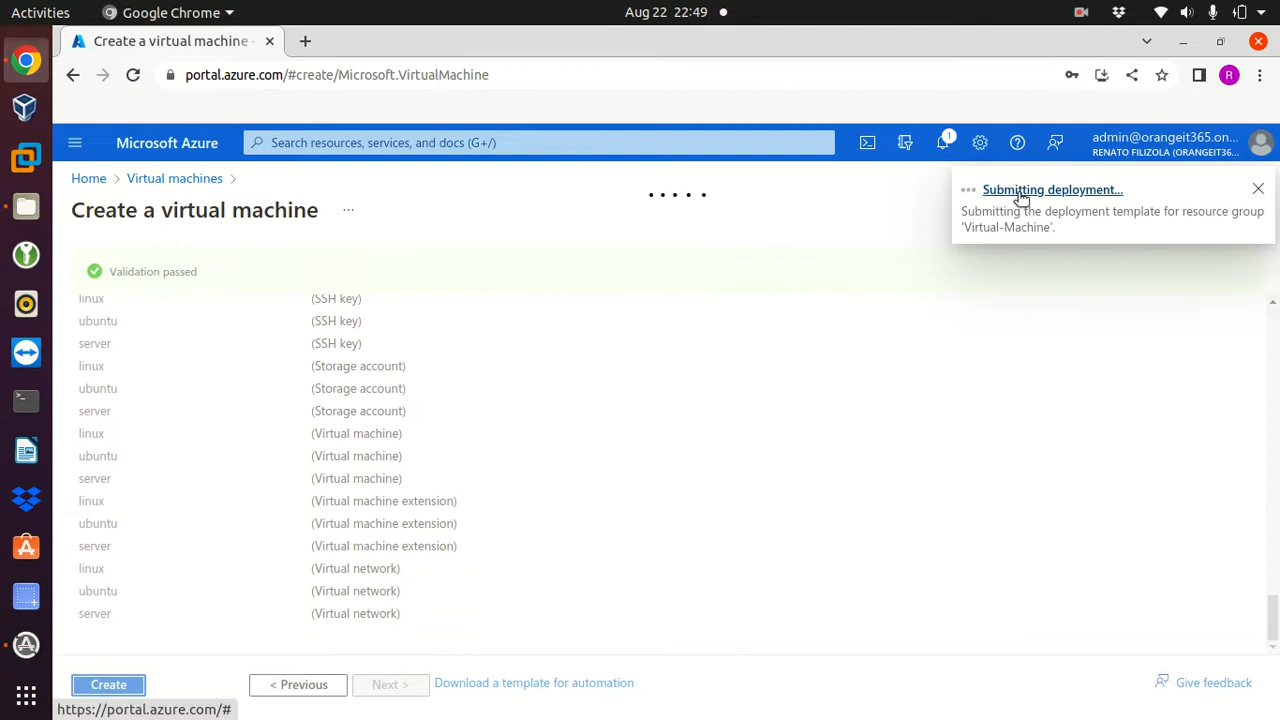 Activities
Google Chrome
Aug 22 22:49
Create a virtual machine -
portal.azure.com/#create/Microsoft.VirtualMachine
R
Microsoft Azure
Search resources, services, and docs (G+/)
1
admin@orangeit365.on...
RENATO FILIZOLA (ORANGEIT36...
Home > Virtual machines >
Submitting deployment...
Submitting the deployment template for resource group
'Virtual-Machine'.
Create a virtual machine ...
Validation passed
linux (SSH key)
ubuntu (SSH key)
server (SSH key)
linux (Storage account)
ubuntu (Storage account)
server (Storage account)
linux (Virtual machine)
ubuntu (Virtual machine)
server (Virtual machine)
linux (Virtual machine extension)
ubuntu (Virtual machine extension)
server (Virtual machine extension)
linux (Virtual network)
ubuntu (Virtual network)
server (Virtual network)
Create
< Previous
Next >
Download a template for automation
Give feedback
https://portal.azure.com/#